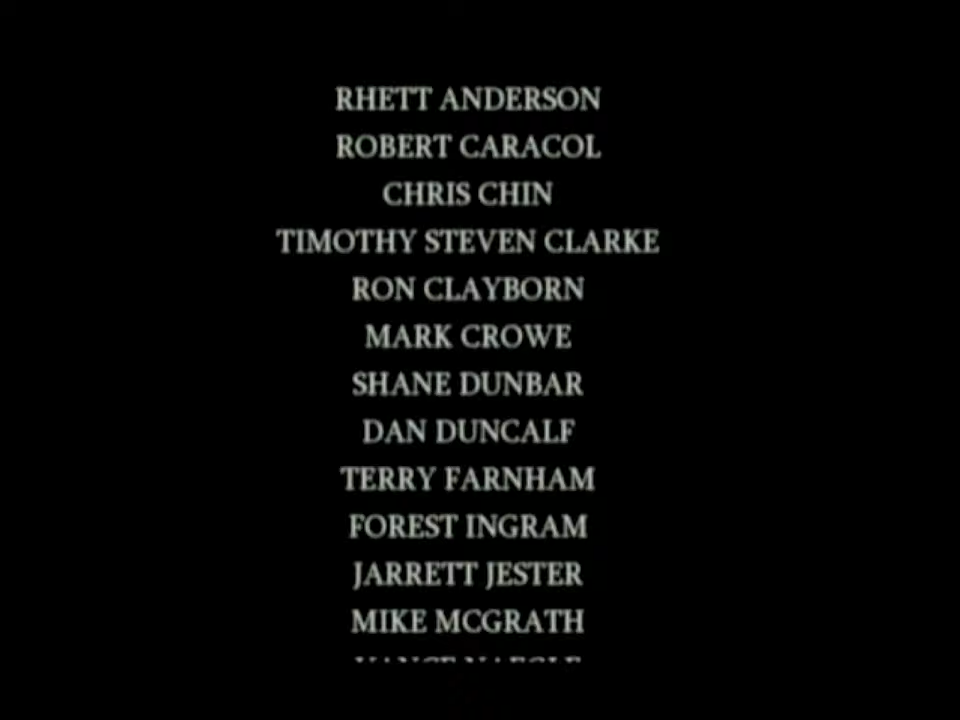 RHETT ANDERSON
ROBERT CARACOL
CHRIS CHIN
TIMOTHY STEVEN CLARKE
RON CLAYBORN
MARK CROWE
SHANE DUNBAR
DAN DUNCALF
TERRY FARNHAM
FOREST INGRAM
JARRETT JESTER
MIKE MCGRATH